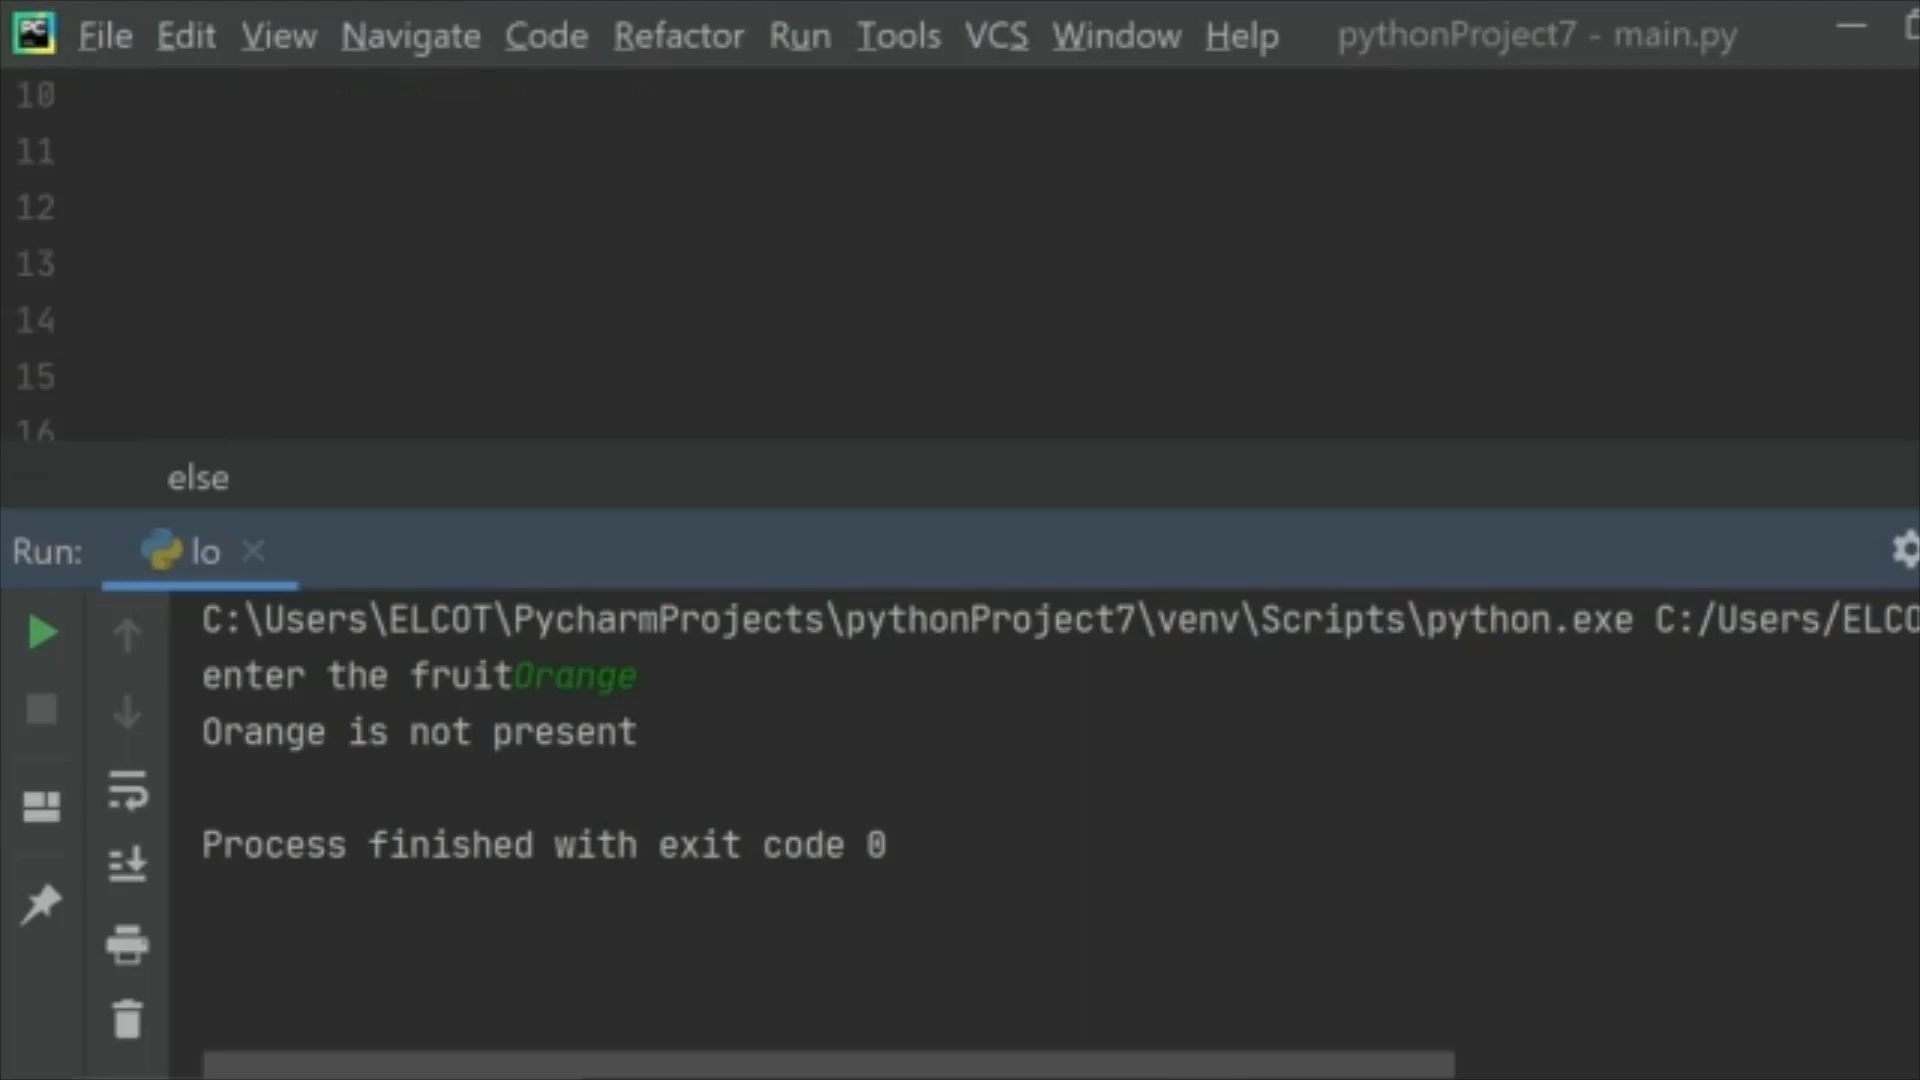 PC File Edit View Navigate Code Refactor Run Tools VCS Window Help pythonProject7 - main.py
10
11
12
13
14
15
16
else
Run: lo
C:\Users\ELCOT\PycharmProjects\pythonProject7\venv\Scripts\python.exe C:/Users/ELCO
enter the fruitOrange
Orange is not present
Process finished with exit code 0